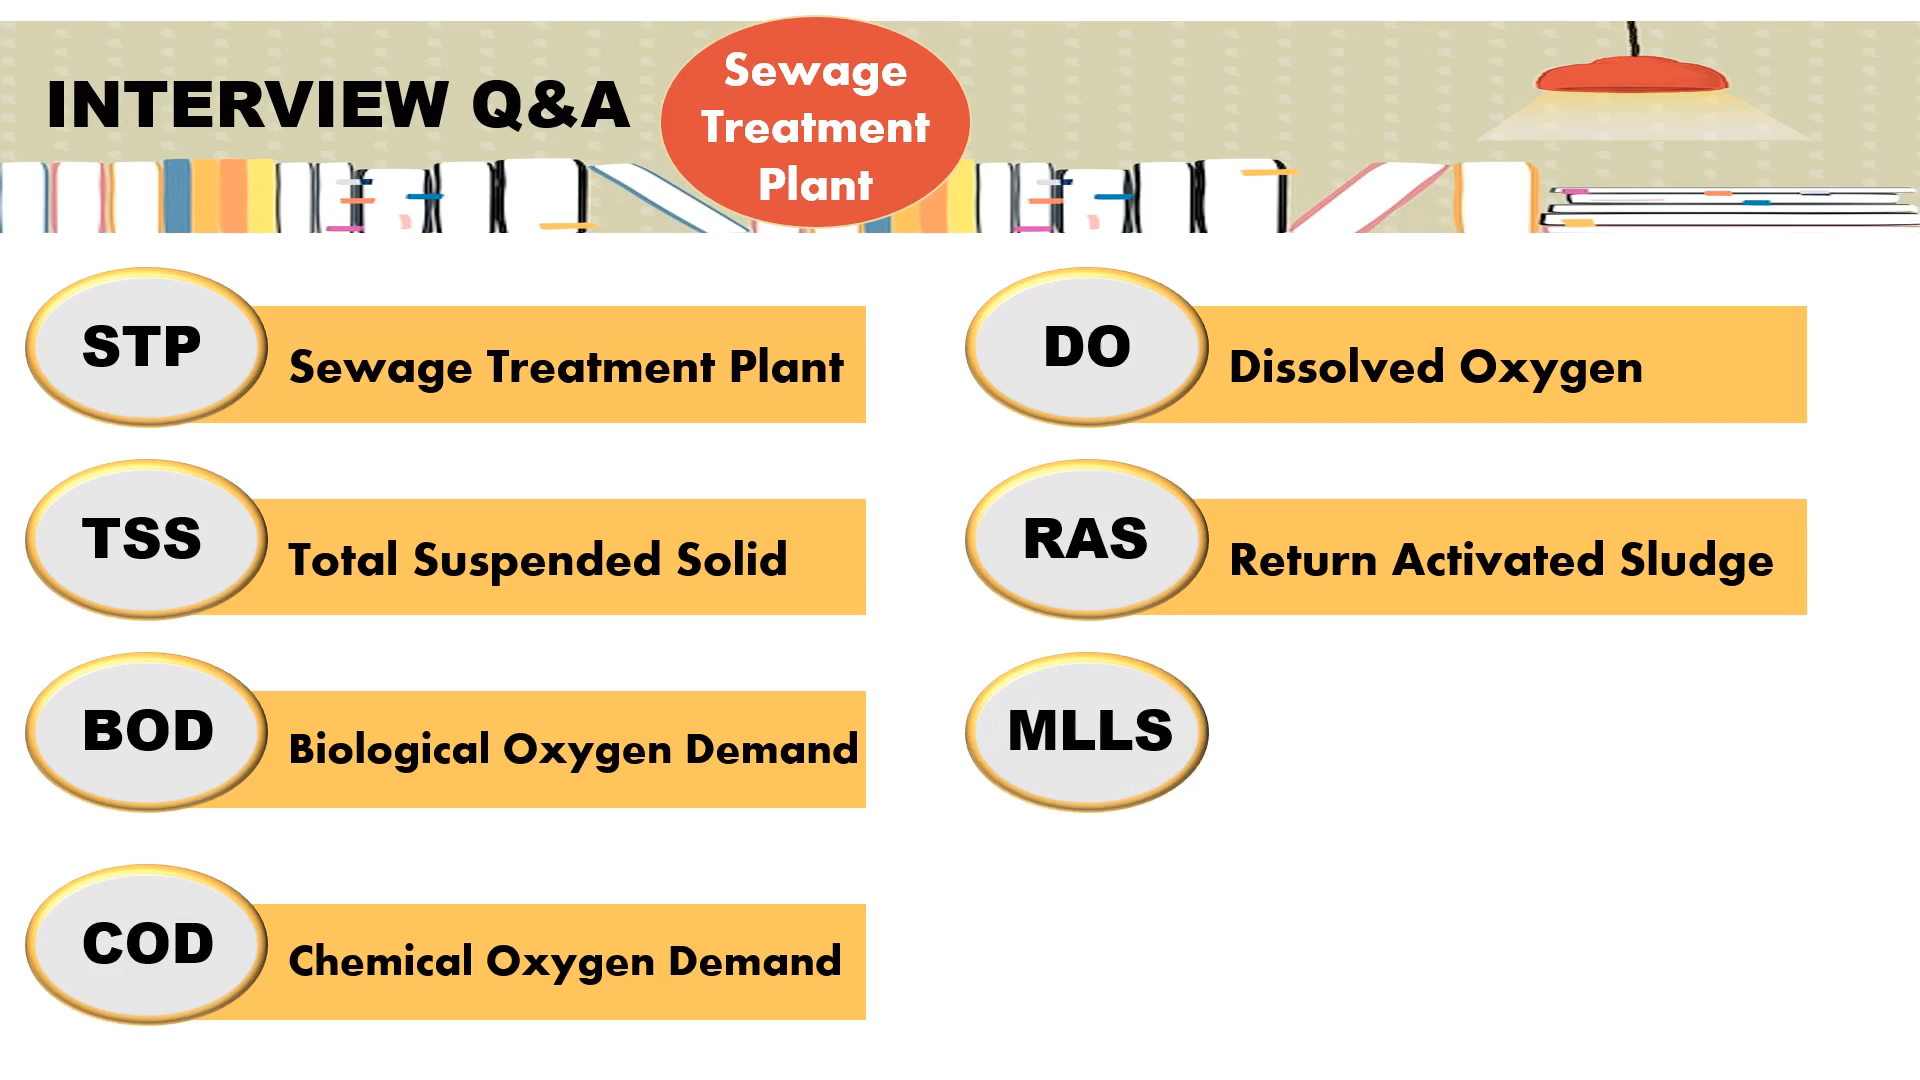 INTERVIEW Q&A
Sewage
Treatment
Plant
STP
Sewage Treatment Plant
TSS
Total Suspended Solid
BOD
Biological Oxygen Demand
COD
Chemical Oxygen Demand
DO
Dissolved Oxygen
RAS
Return Activated Sludge
MLLS